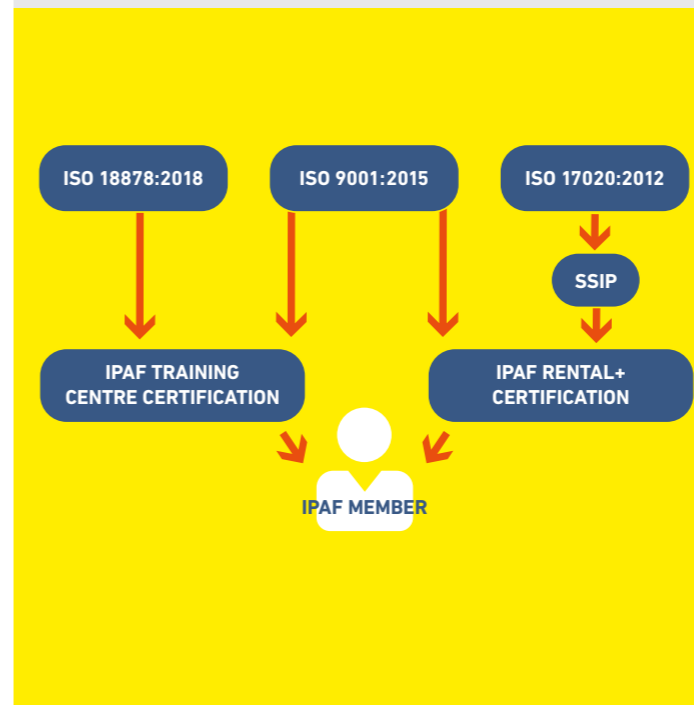 ISO 18878:2018
ISO 9001:2015
ISO 17020:2012
SSIP
IPAF TRAINING
CENTRE CERTIFICATION
IPAF RENTAL+
CERTIFICATION
IPAF MEMBER